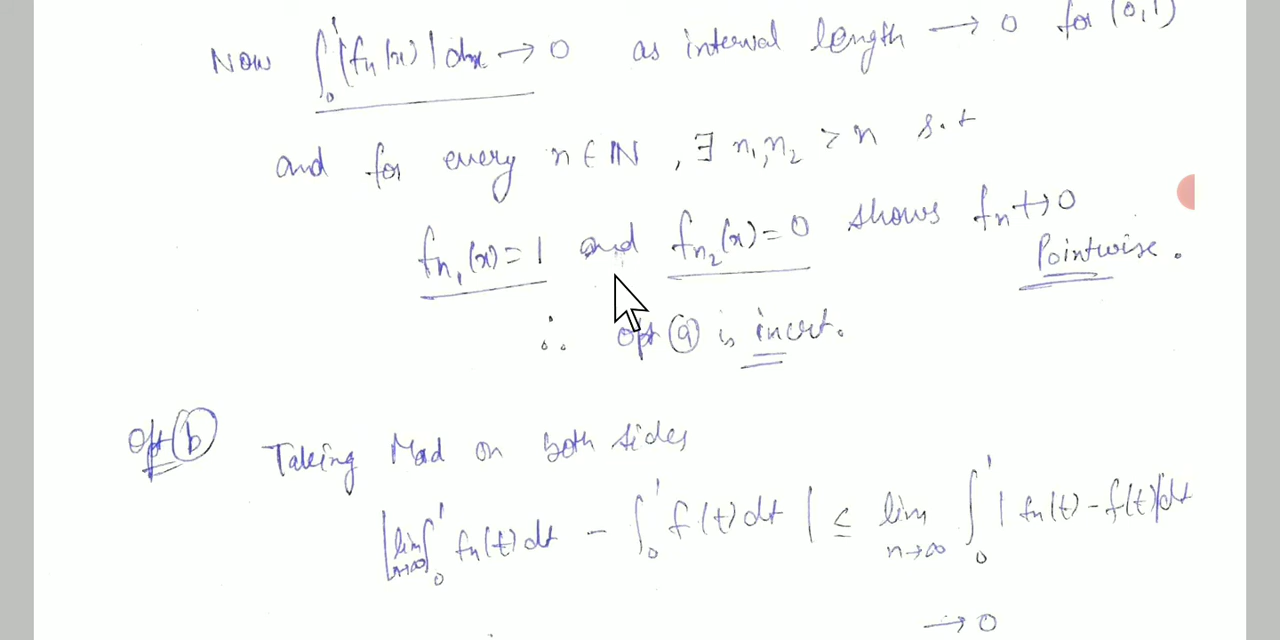 Now ∫₀¹ |fn(x)| dx → 0 as interval length → 0 for (0,1)
and for every n ∈ ℕ, ∃ n₁,n₂ > n s.t
fn₁(x) = 1 and fn₂(x) = 0 shows fn ↛ 0
Pointwise.
∴ opt (a) is incrt.
Opt (b) Taking Mod on both sides
|lim n→∞ ∫₀¹ fn(t)dt − ∫₀¹ f(t)dt| ≤ lim n→∞ ∫₀¹ |fn(t) − f(t)|dt
→ 0